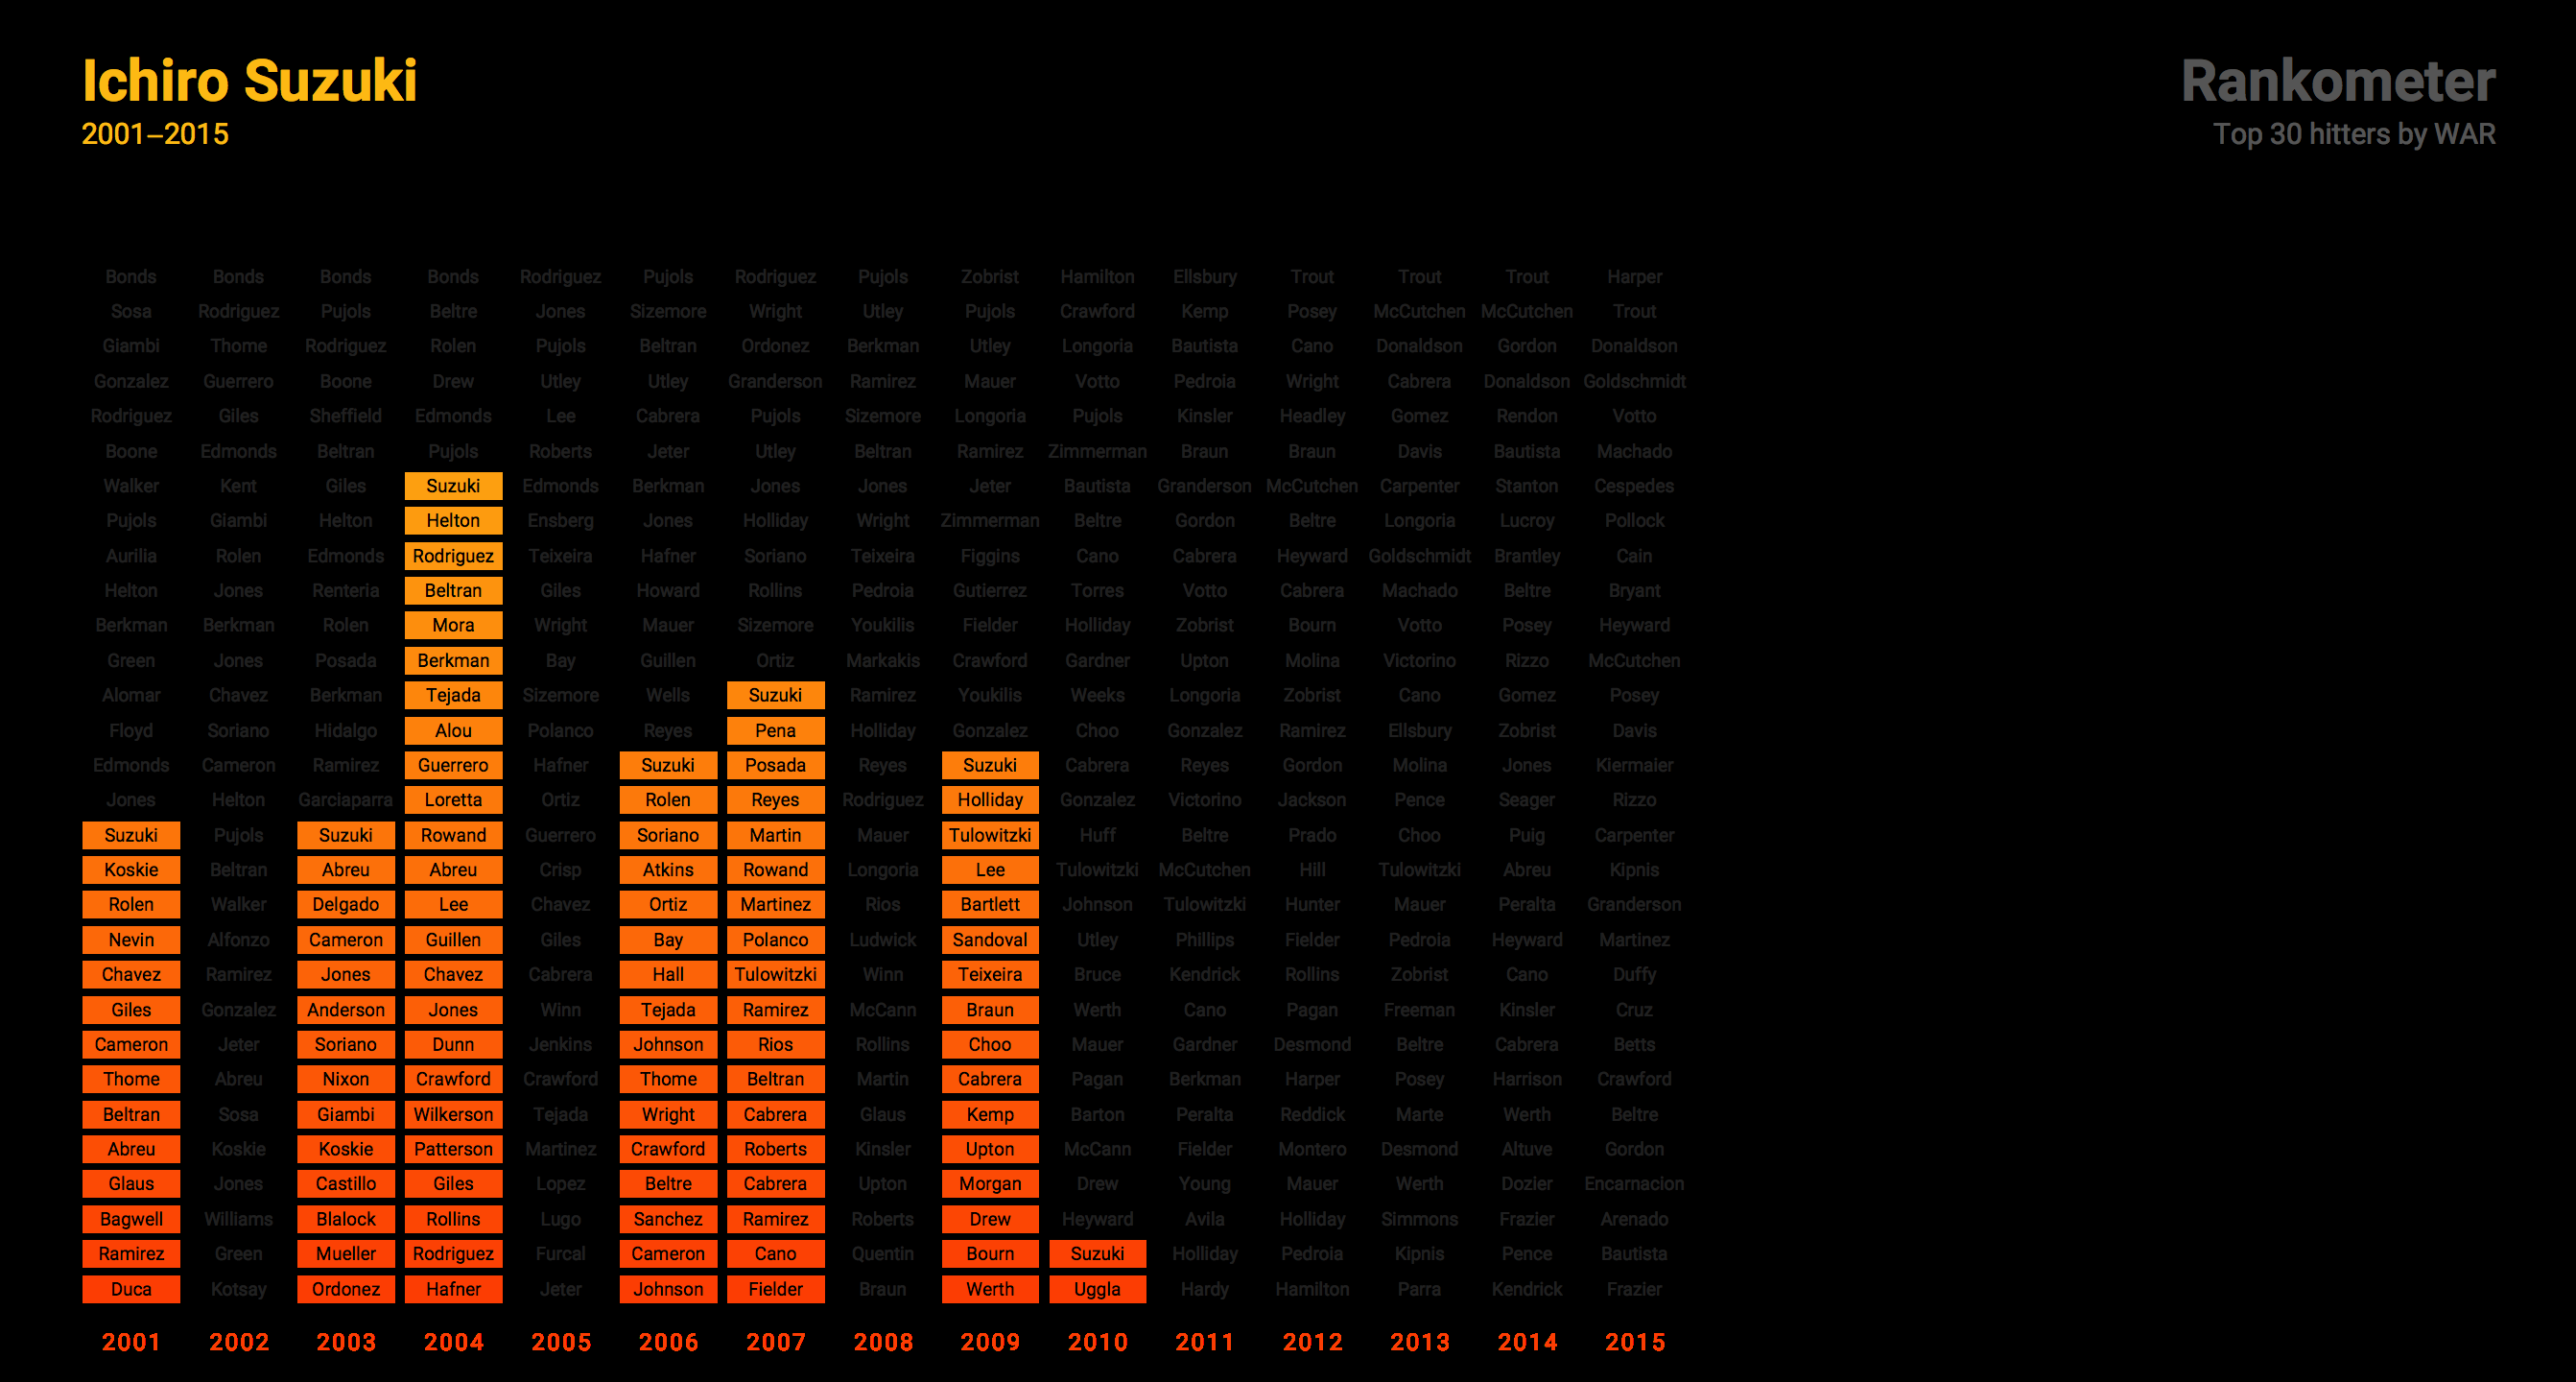 Ichiro Suzuki
2001–2015
Rankometer
Top 30 hitters by WAR
Bonds Bonds Bonds Bonds Rodriguez Pujols Rodriguez Pujols Zobrist Hamilton Ellsbury Trout Trout Trout Harper
Sosa Rodriguez Pujols Beltre Jones Sizemore Wright Utley Pujols Crawford Kemp Posey McCutchen McCutchen Trout
Giambi Thome Rodriguez Rolen Pujols Beltran Ordonez Berkman Utley Longoria Bautista Cano Donaldson Gordon Donaldson
Gonzalez Guerrero Boone Drew Utley Utley Granderson Ramirez Mauer Votto Pedroia Wright Cabrera Donaldson Goldschmidt
Rodriguez Giles Sheffield Edmonds Lee Cabrera Pujols Sizemore Longoria Pujols Kinsler Headley Gomez Rendon Votto
Boone Edmonds Beltran Pujols Roberts Jeter Utley Beltran Ramirez Zimmerman Braun Braun Davis Bautista Machado
Walker Kent Giles Suzuki Edmonds Berkman Jones Jones Jeter Bautista Granderson McCutchen Carpenter Stanton Cespedes
Pujols Giambi Helton Helton Ensberg Jones Holliday Wright Zimmerman Beltre Gordon Beltre Longoria Lucroy Pollock
Aurilia Rolen Edmonds Rodriguez Teixeira Hafner Soriano Teixeira Figgins Cano Cabrera Heyward Goldschmidt Brantley Cain
Helton Jones Renteria Beltran Giles Howard Rollins Pedroia Gutierrez Torres Votto Cabrera Machado Beltre Bryant
Berkman Berkman Rolen Mora Wright Mauer Sizemore Youkilis Fielder Holliday Zobrist Bourn Votto Posey Heyward
Green Jones Posada Berkman Bay Guillen Ortiz Markakis Crawford Gardner Upton Molina Victorino Rizzo McCutchen
Alomar Chavez Berkman Tejada Sizemore Wells Suzuki Ramirez Youkilis Weeks Longoria Zobrist Cano Gomez Posey
Floyd Soriano Hidalgo Alou Polanco Reyes Pena Holliday Gonzalez Choo Gonzalez Ramirez Ellsbury Zobrist Davis
Edmonds Cameron Ramirez Guerrero Hafner Suzuki Posada Reyes Suzuki Cabrera Reyes Gordon Molina Jones Kiermaier
Jones Helton Garciaparra Loretta Ortiz Rolen Reyes Rodriguez Holliday Gonzalez Victorino Jackson Pence Seager Rizzo
Suzuki Pujols Suzuki Rowand Guerrero Soriano Martin Mauer Tulowitzki Huff Beltre Prado Choo Puig Carpenter
Koskie Beltran Abreu Abreu Crisp Atkins Rowand Longoria Lee Tulowitzki McCutchen Hill Tulowitzki Abreu Kipnis
Rolen Walker Delgado Lee Chavez Ortiz Martinez Rios Bartlett Johnson Tulowitzki Hunter Mauer Peralta Granderson
Nevin Alfonzo Cameron Guillen Giles Bay Polanco Ludwick Sandoval Utley Phillips Fielder Pedroia Heyward Martinez
Chavez Ramirez Jones Chavez Cabrera Hall Tulowitzki Winn Teixeira Bruce Kendrick Rollins Zobrist Cano Duffy
Giles Gonzalez Anderson Jones Winn Tejada Ramirez McCann Braun Werth Cano Pagan Freeman Kinsler Cruz
Cameron Jeter Soriano Dunn Jenkins Johnson Rios Rollins Choo Mauer Gardner Desmond Beltre Cabrera Betts
Thome Abreu Nixon Crawford Crawford Thome Beltran Martin Cabrera Pagan Berkman Harper Posey Harrison Crawford
Beltran Sosa Giambi Wilkerson Tejada Wright Cabrera Glaus Kemp Barton Peralta Reddick Marte Werth Beltre
Abreu Koskie Koskie Patterson Martinez Crawford Roberts Kinsler Upton McCann Fielder Montero Desmond Altuve Gordon
Glaus Jones Castillo Giles Lopez Beltre Cabrera Upton Morgan Drew Young Mauer Werth Dozier Encarnacion
Bagwell Williams Blalock Rollins Lugo Sanchez Ramirez Roberts Drew Heyward Avila Holliday Simmons Frazier Arenado
Ramirez Green Mueller Rodriguez Furcal Cameron Cano Quentin Bourn Suzuki Holliday Pedroia Kipnis Pence Bautista
Duca Kotsay Ordonez Hafner Jeter Johnson Fielder Braun Werth Uggla Hardy Hamilton Parra Kendrick Frazier
2001 2002 2003 2004 2005 2006 2007 2008 2009 2010 2011 2012 2013 2014 2015